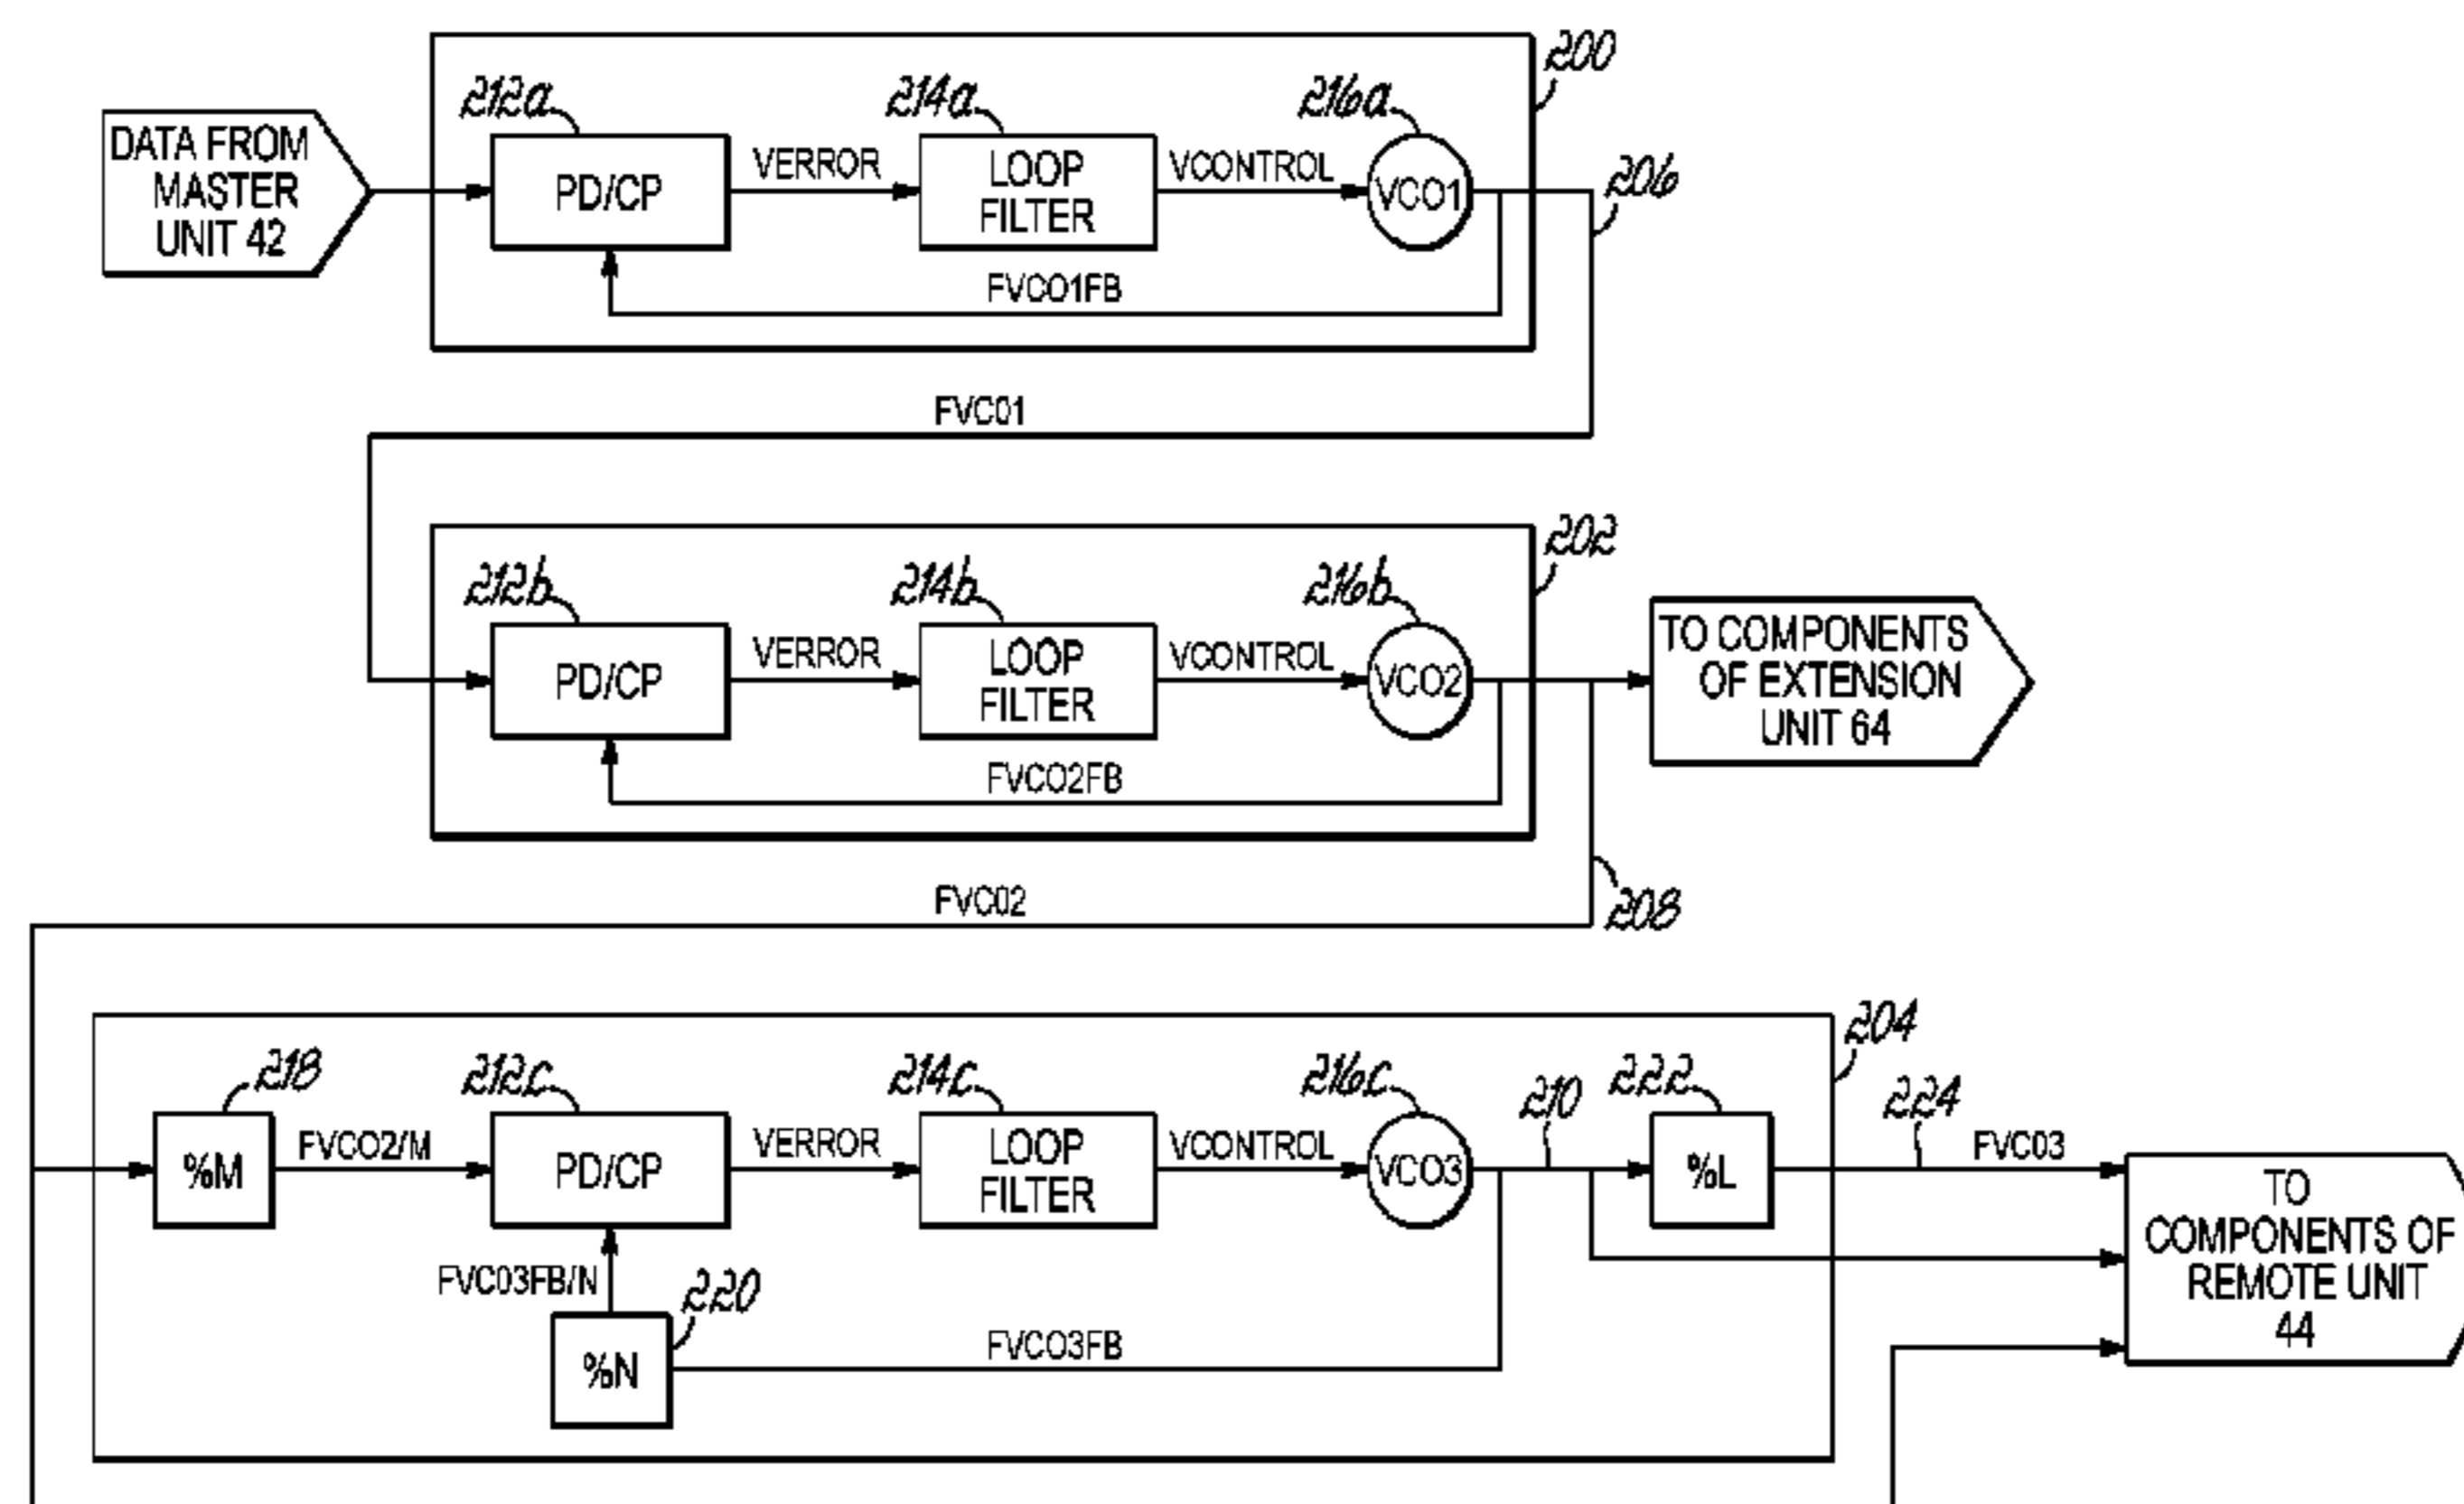 200
212a
214a
216a
DATA FROM
MASTER
UNIT 42
PD/CP
VERROR
LOOP
FILTER
VCONTROL
VCO1
206
FVCO1FB
FVC01
202
212b
214b
216b
PD/CP
VERROR
LOOP
FILTER
VCONTROL
VCO2
TO COMPONENTS
OF EXTENSION
UNIT 64
FVCO2FB
FVC02
208
204
218
212c
214c
216c
210
222
224
%M
FVCO2/M
PD/CP
VERROR
LOOP
FILTER
VCONTROL
VCO3
%L
FVC03
TO
COMPONENTS OF
REMOTE UNIT
44
FVC03FB/N
220
%N
FVCO3FB